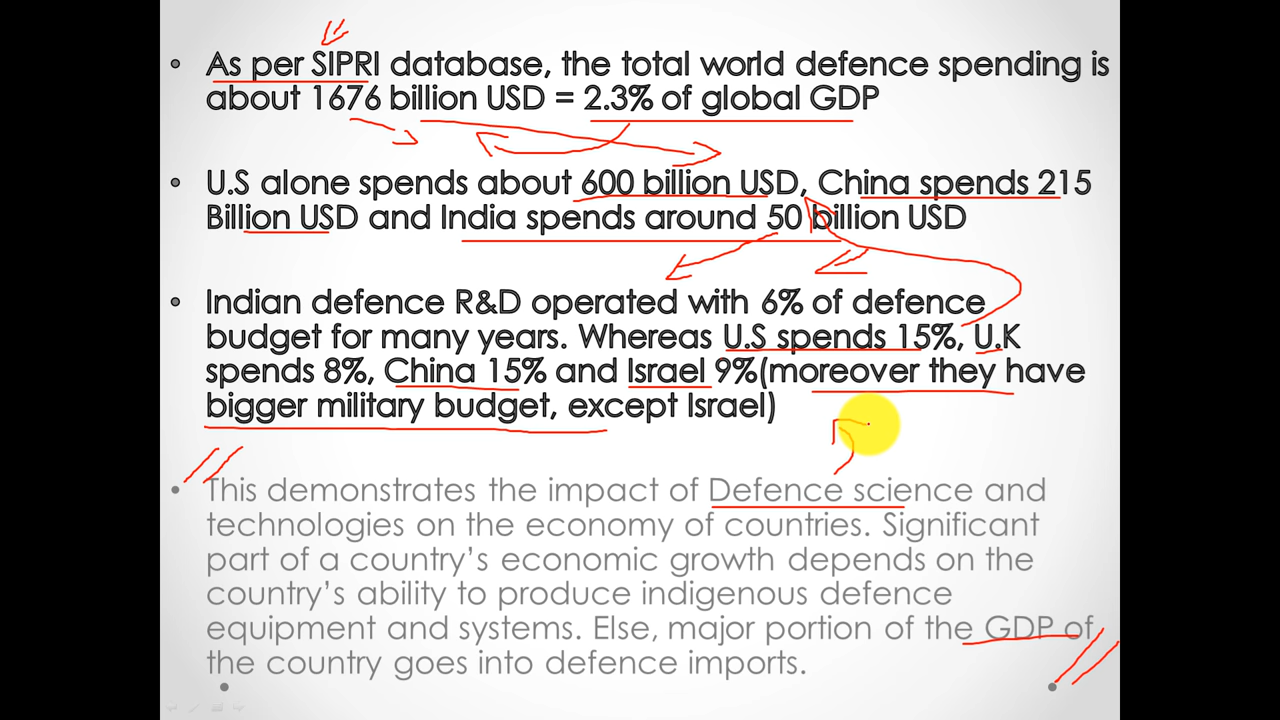 • As per SIPRI database, the total world defence spending is
about 1676 billion USD = 2.3% of global GDP
• U.S alone spends about 600 billion USD, China spends 215
Billion USD and India spends around 50 billion USD
• Indian defence R&D operated with 6% of defence
budget for many years. Whereas U.S spends 15%, U.K
spends 8%, China 15% and Israel 9%(moreover they have
bigger military budget, except Israel)
• This demonstrates the impact of Defence science and
technologies on the economy of countries. Significant
part of a country’s economic growth depends on the
country’s ability to produce indigenous defence
equipment and systems. Else, major portion of the GDP of
the country goes into defence imports.